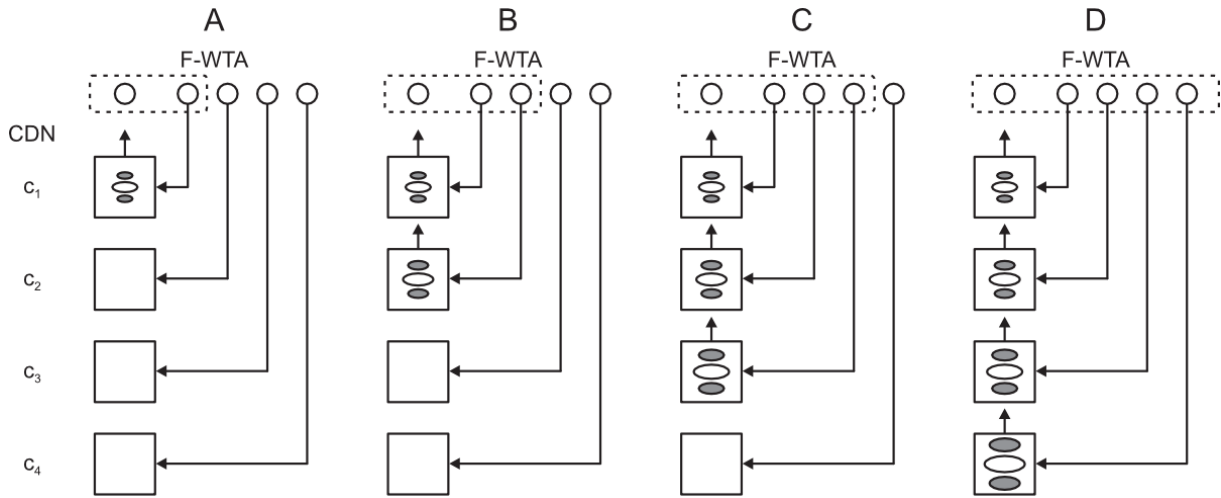 A B C D
F-WTA F-WTA F-WTA F-WTA
CDN
c₁
c₂
c₃
c₄